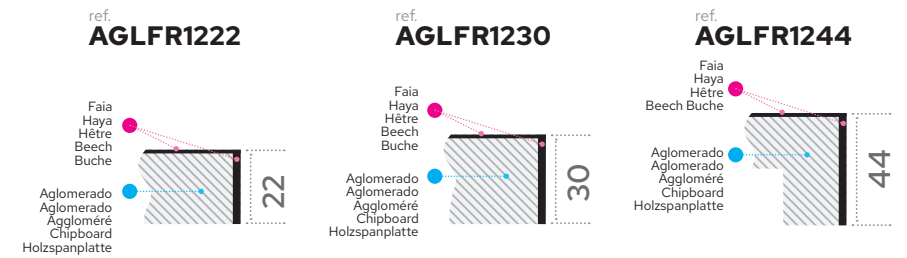 ref.
AGLFR1222
Faia
Haya
Hêtre
Beech
Buche
Aglomerado
Aglomerado
Aggloméré
Chipboard
Holzspanplatte
22
ref.
AGLFR1230
Faia
Haya
Hêtre
Beech
Buche
Aglomerado
Aglomerado
Aggloméré
Chipboard
Holzspanplatte
30
ref.
AGLFR1244
Faia
Haya
Hêtre
Beech Buche
Aglomerado
Aglomerado
Aggloméré
Chipboard
Holzspanplatte
44